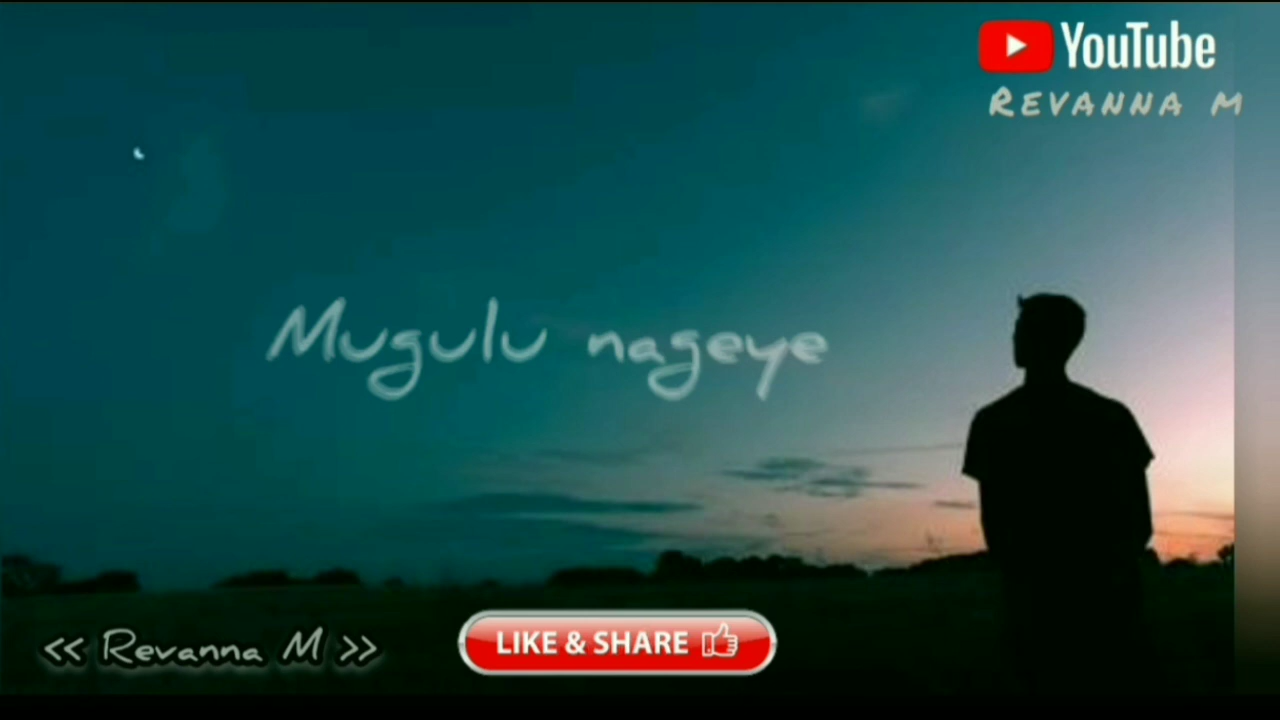 YouTube
REVANNA M
Mugulu nageye
<< Revanna M >>
LIKE & SHARE